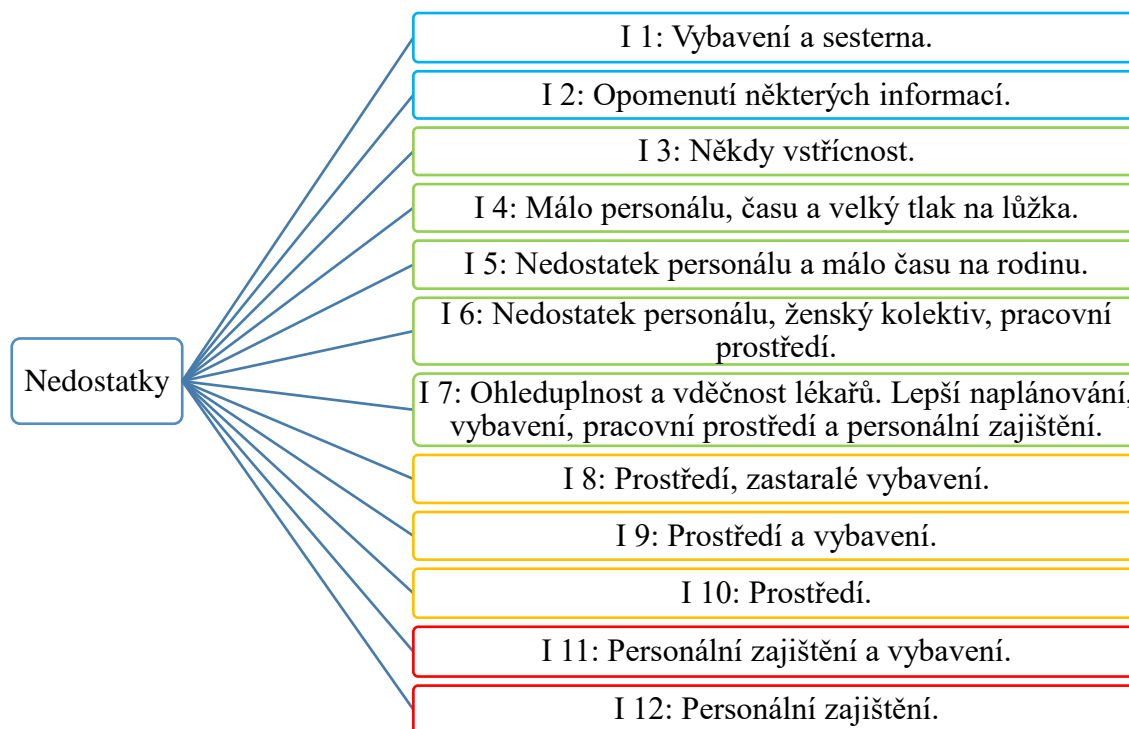 I 1: Vybavení a sesterna.
I 2: Opomenutí některých informací.
I 3: Někdy vstřícnost.
I 4: Málo personálu, času a velký tlak na lůžka.
I 5: Nedostatek personálu a málo času na rodinu.
I 6: Nedostatek personálu, ženský kolektiv, pracovní
prostředí.
Nedostatky
I 7: Ohleduplnost a vděčnost lékařů. Lepší naplánování,
vybavení, pracovní prostředí a personální zajištění.
I 8: Prostředí, zastaralé vybavení.
I 9: Prostředí a vybavení.
I 10: Prostředí.
I 11: Personální zajištění a vybavení.
I 12: Personální zajištění.